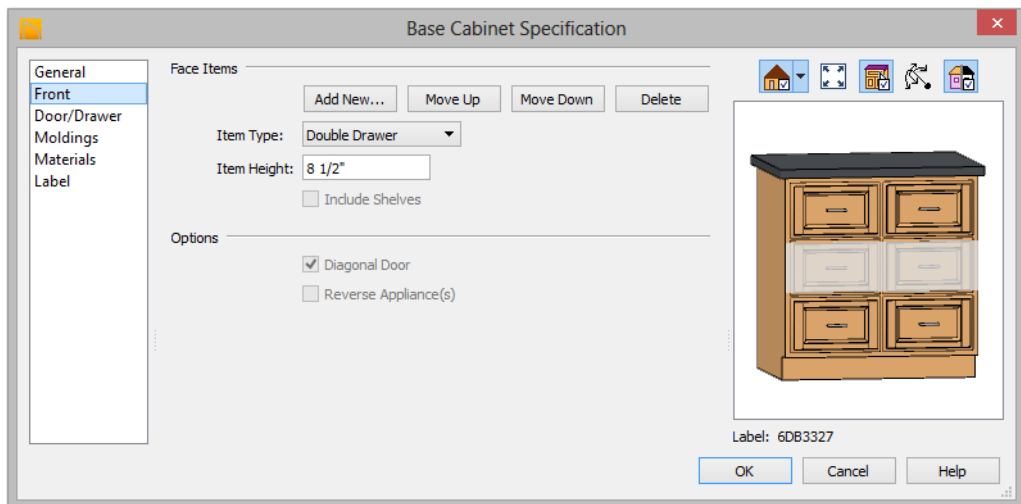 Base Cabinet Specification
General
Front
Door/Drawer
Moldings
Materials
Label
Face Items
Add New... Move Up Move Down Delete
Item Type: Double Drawer
Item Height: 8 1/2"
Include Shelves
Options
Diagonal Door
Reverse Appliance(s)
Label: 6DB3327
OK Cancel Help